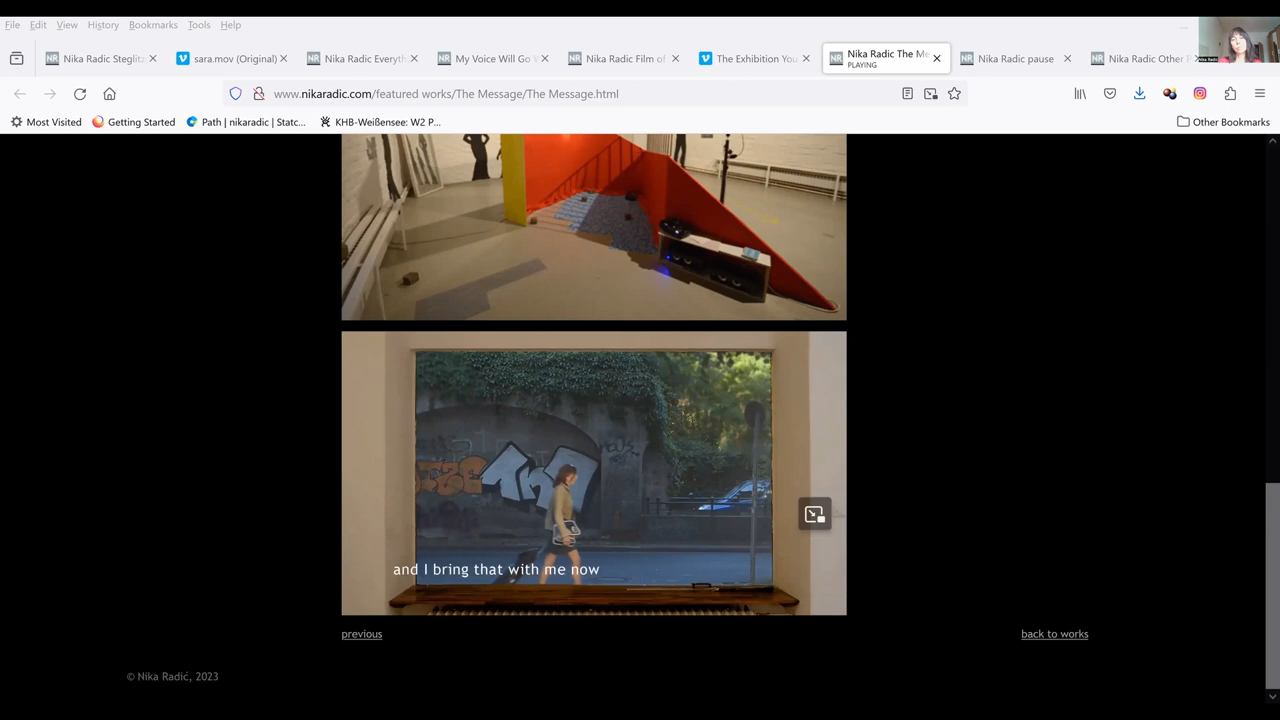 File Edit View History Bookmarks Tools Help
Nika Radic Steglitz
sara.mov (Original)
Nika Radic Everyth
My Voice Will Go W
Nika Radic Film of
The Exhibition You
Nika Radic The Me
PLAYING
Nika Radic pause
Nika Radic Other P
www.nikaradic.com/featured works/The Message/The Message.html
Most Visited Getting Started Path | nikaradic | Statc... KHB-Weißensee: W2 P... Other Bookmarks
and I bring that with me now
previous back to works
© Nika Radić, 2023